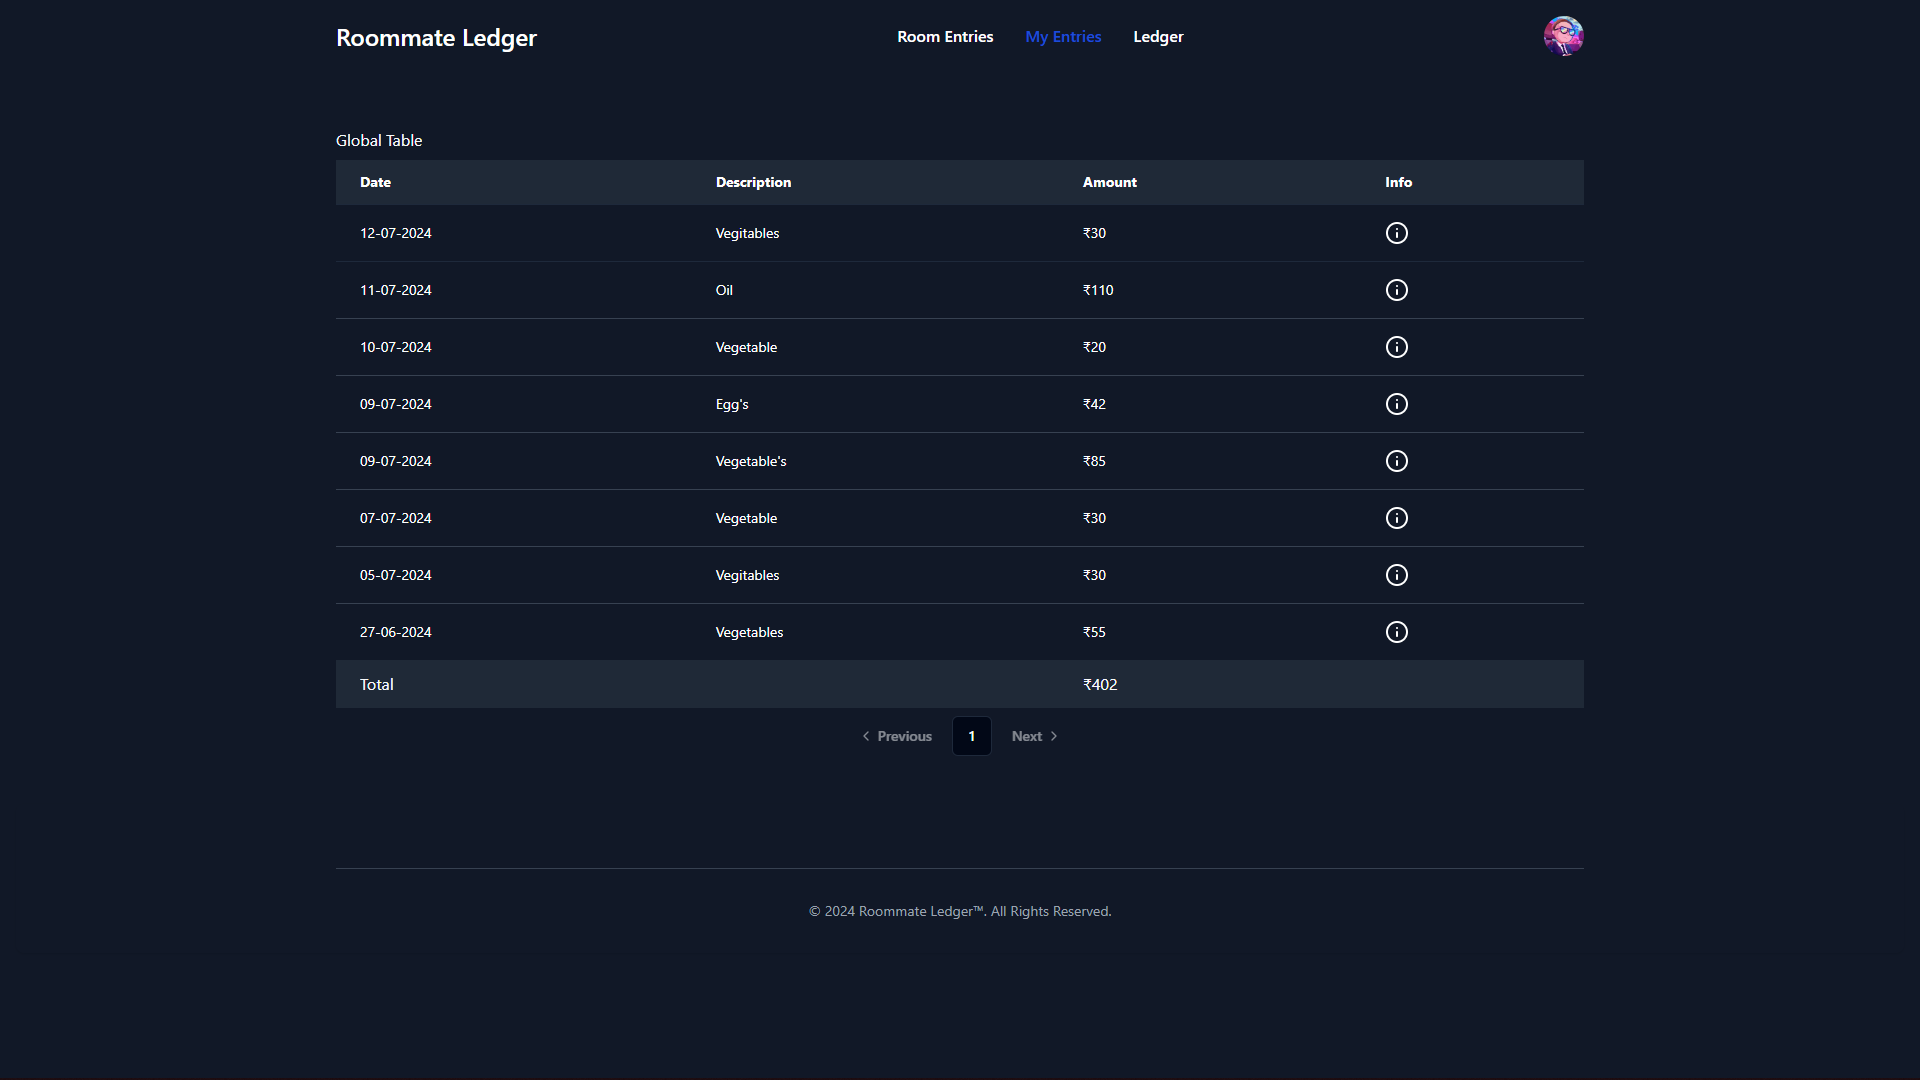 Roommate Ledger Room Entries My Entries Ledger
Global Table
Date Description Amount Info
12-07-2024 Vegitables ₹30
11-07-2024 Oil ₹110
10-07-2024 Vegetable ₹20
09-07-2024 Egg's ₹42
09-07-2024 Vegetable's ₹85
07-07-2024 Vegetable ₹30
05-07-2024 Vegitables ₹30
27-06-2024 Vegetables ₹55
Total ₹402
Previous 1 Next
© 2024 Roommate Ledger™. All Rights Reserved.